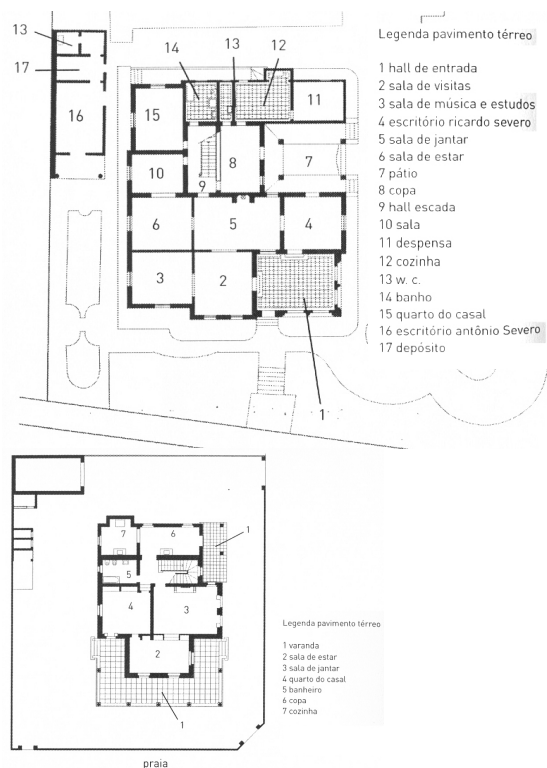 13
17
16
14
13
12
15
11
10
8
9
7
6
5
4
3
2
1
Legenda pavimento térreo
1 hall de entrada
2 sala de visitas
3 sala de música e estudos
4 escritório ricardo severo
5 sala de jantar
6 sala de estar
7 pátio
8 copa
9 hall escada
10 sala
11 despensa
12 cozinha
13 w. c.
14 banho
15 quarto do casal
16 escritório antônio Severo
17 depósito
7
6
1
5
4
3
2
1
Legenda pavimento térreo
1 varanda
2 sala de estar
3 sala de jantar
4 quarto do casal
5 banheiro
6 copa
7 cozinha
praia